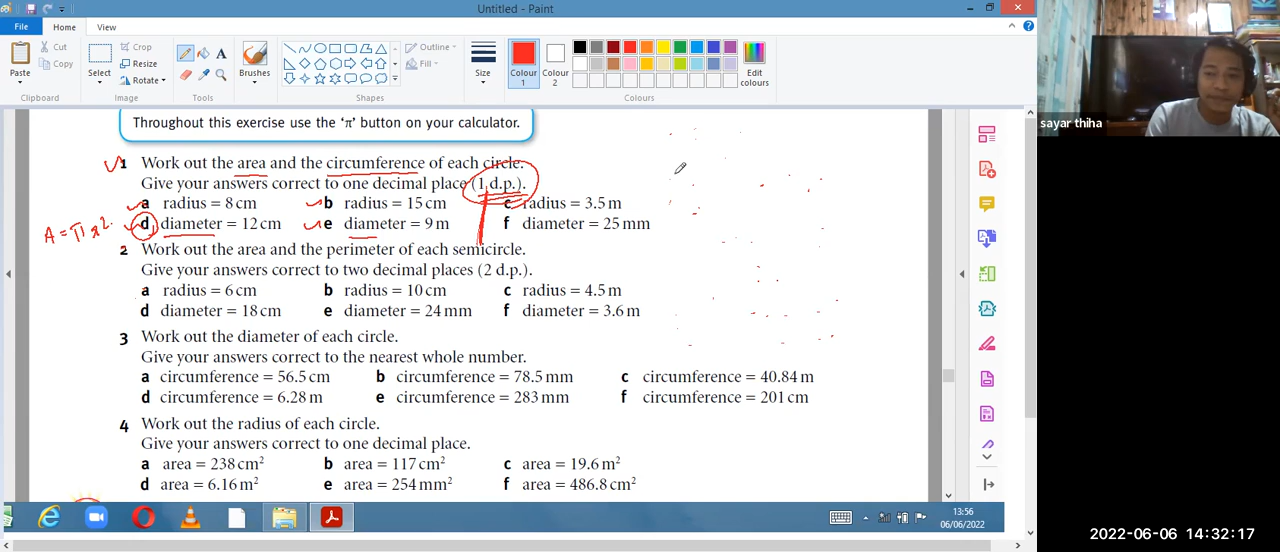 Untitled - Paint
File Home View
Cut
Copy
Paste
Clipboard
Select
Crop
Resize
Rotate
Image
A
Tools
Brushes
Outline
Fill
Shapes
Size
Colour 1
Colour 2
Edit colours
Colours
sayar thiha
Throughout this exercise use the ‘π’ button on your calculator.
1 Work out the area and the circumference of each circle.
Give your answers correct to one decimal place (1 d.p.).
a radius = 8 cm b radius = 15 cm c radius = 3.5 m
d diameter = 12 cm e diameter = 9 m f diameter = 25 mm
A = π r².
2 Work out the area and the perimeter of each semicircle.
Give your answers correct to two decimal places (2 d.p.).
a radius = 6 cm b radius = 10 cm c radius = 4.5 m
d diameter = 18 cm e diameter = 24 mm f diameter = 3.6 m
3 Work out the diameter of each circle.
Give your answers correct to the nearest whole number.
a circumference = 56.5 cm b circumference = 78.5 mm c circumference = 40.84 m
d circumference = 6.28 m e circumference = 283 mm f circumference = 201 cm
4 Work out the radius of each circle.
Give your answers correct to one decimal place.
a area = 238 cm² b area = 117 cm² c area = 19.6 m²
d area = 6.16 m² e area = 254 mm² f area = 486.8 cm²
13:56
06/06/2022
2022-06-06 14:32:17